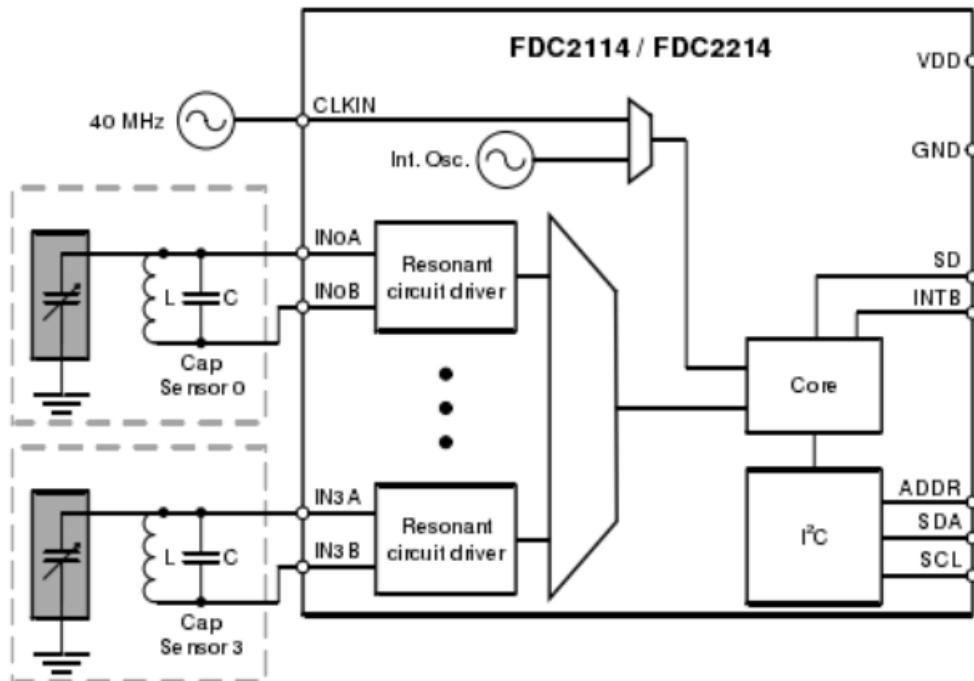 FDC2114 / FDC2214
VDD
CLKIN
40 MHz
Int. Osc.
GND
IN0A
Resonant
circuit driver
IN0B
L
C
Cap
Sensor 0
SD
INTB
Core
IN3A
Resonant
circuit driver
IN3B
L
C
Cap
Sensor 3
I²C
ADDR
SDA
SCL